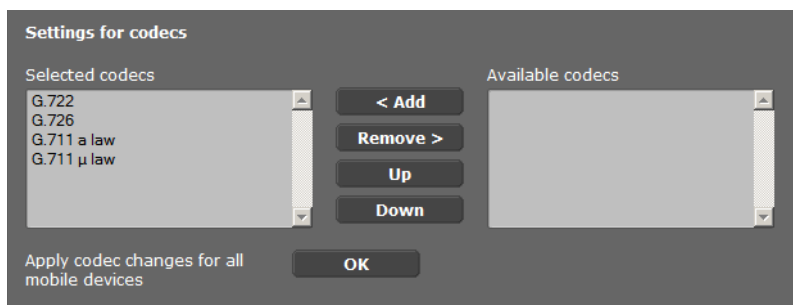 Settings for codecs
Selected codecs
Available codecs
G.722
G.726
G.711 a law
G.711 µ law
< Add
Remove >
Up
Down
Apply codec changes for all
mobile devices
OK